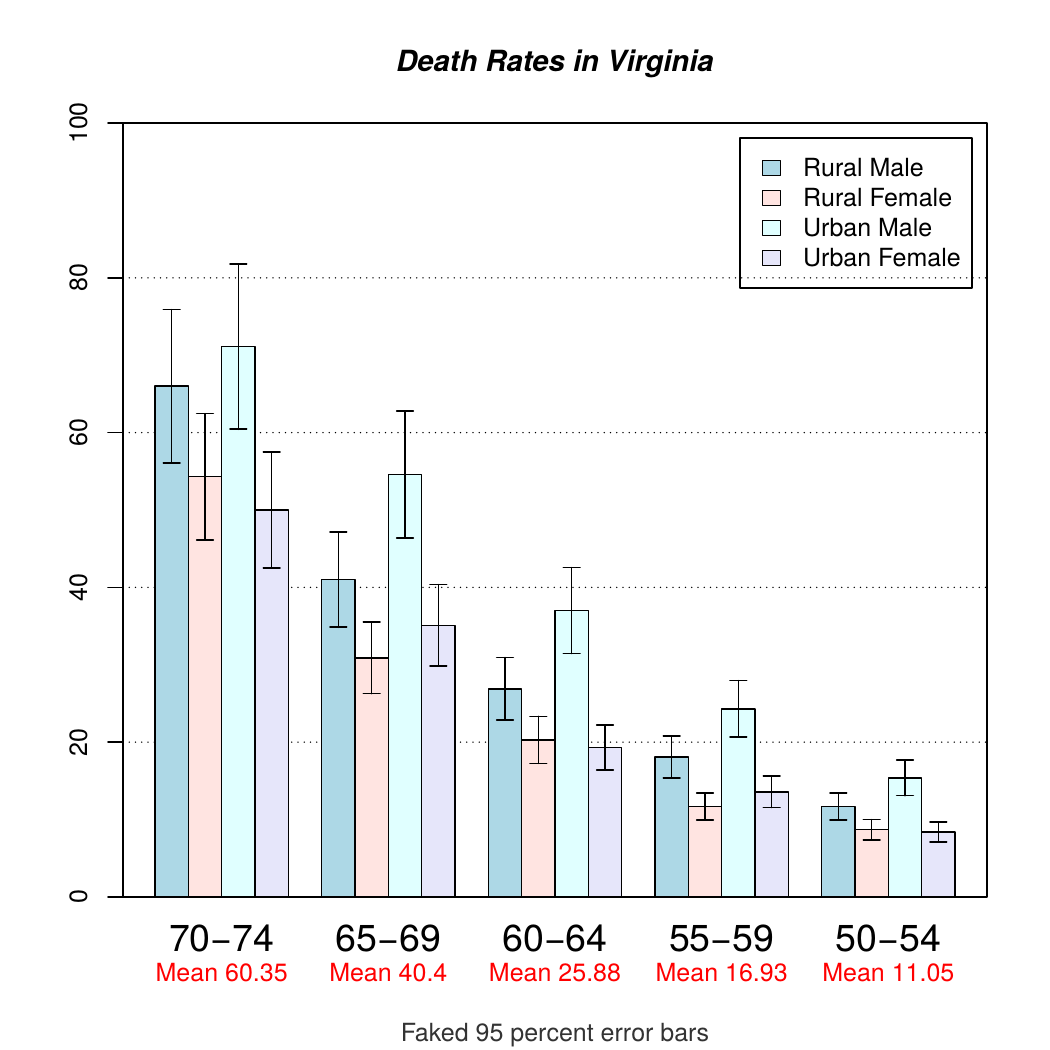 Death Rates in Virginia
100
80
60
40
20
0
Rural Male
Rural Female
Urban Male
Urban Female
70−74
65−69
60−64
55−59
50−54
Mean 60.35
Mean 40.4
Mean 25.88
Mean 16.93
Mean 11.05
Faked 95 percent error bars